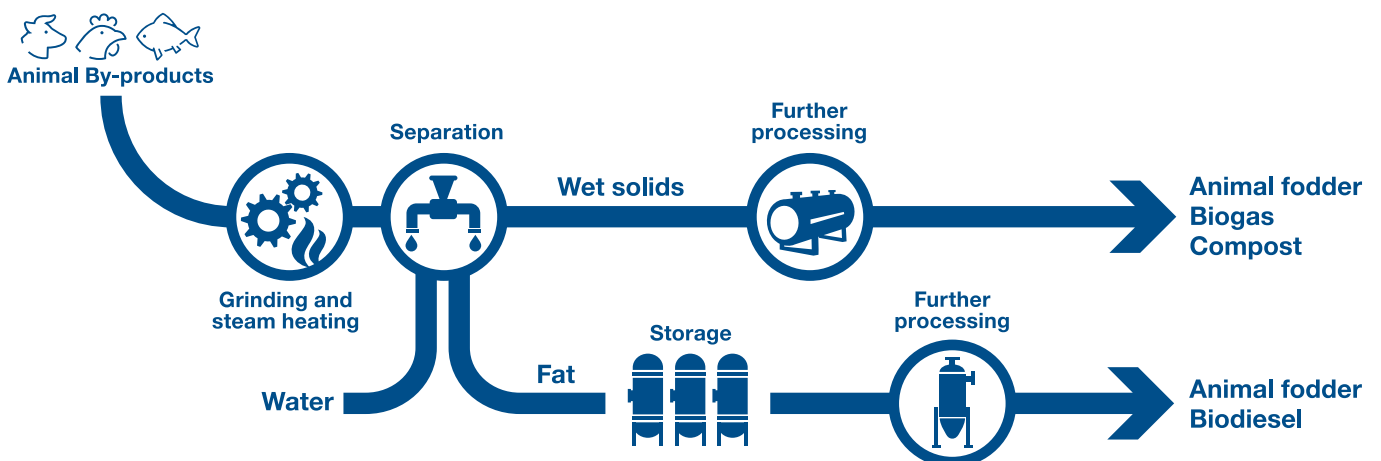 Animal By-products
Grinding and
steam heating
Separation
Wet solids
Further
processing
Animal fodder
Biogas
Compost
Water
Fat
Storage
Further
processing
Animal fodder
Biodiesel